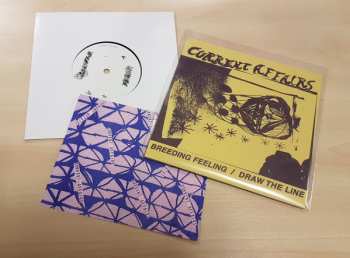 CURRENT AFFAIRS
BREEDING FEELING / DRAW THE LINE